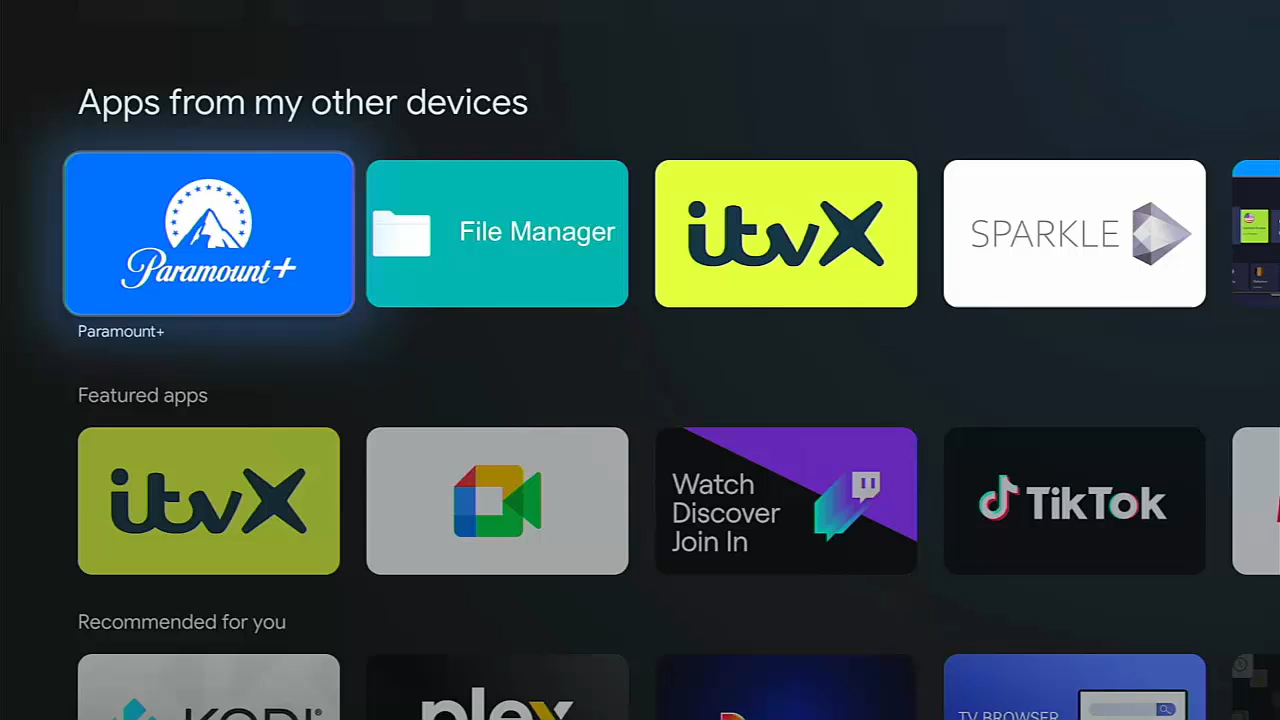 Apps from my other devices
Paramount+
File Manager
itvX
SPARKLE
Paramount+
Featured apps
itvX
Watch
Discover
Join In
TikTok
Recommended for you
KODI®
plex
TV BROWSER